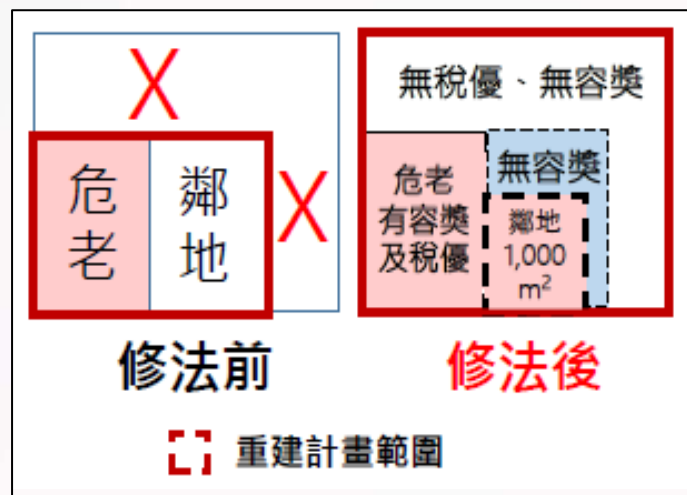 X
危
老
鄰
地
X
修法前
無稅優、無容獎
危老
有容獎
及稅優
無容獎
鄰地
1,000
m²
修法後
重建計畫範圍